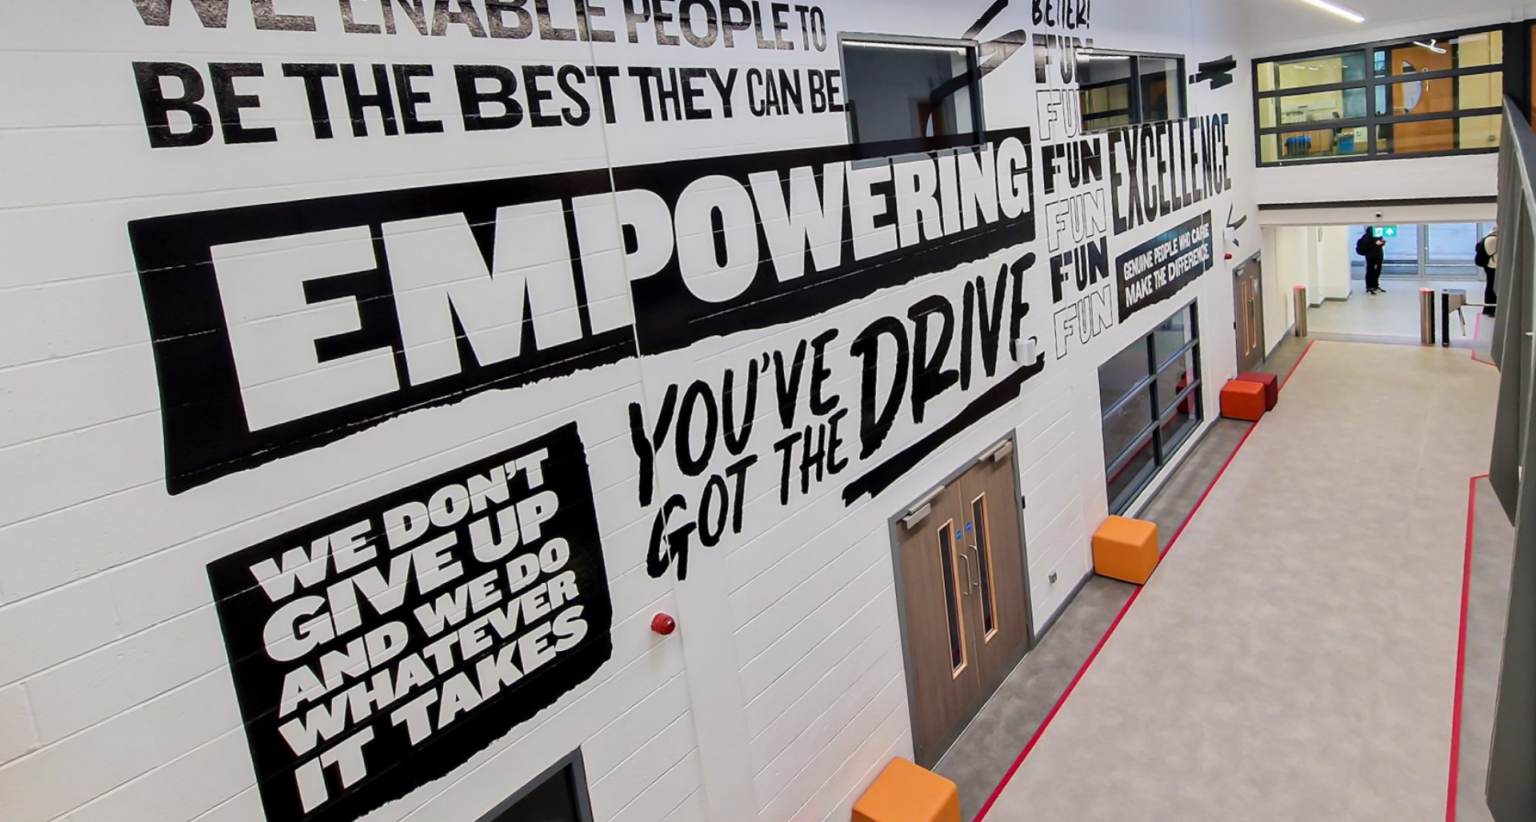 WE ENABLE PEOPLE TO
BE THE BEST THEY CAN BE.
EMPOWERING
YOU'VE
GOT THE DRIVE
WE DON'T
GIVE UP
AND WE DO
WHATEVER
IT TAKES
BETTER!
FUN
FUN
FUN
FUN
FUN
FUN
EXCELLENCE
GENUINE PEOPLE WHO CARE
MAKE THE DIFFERENCE